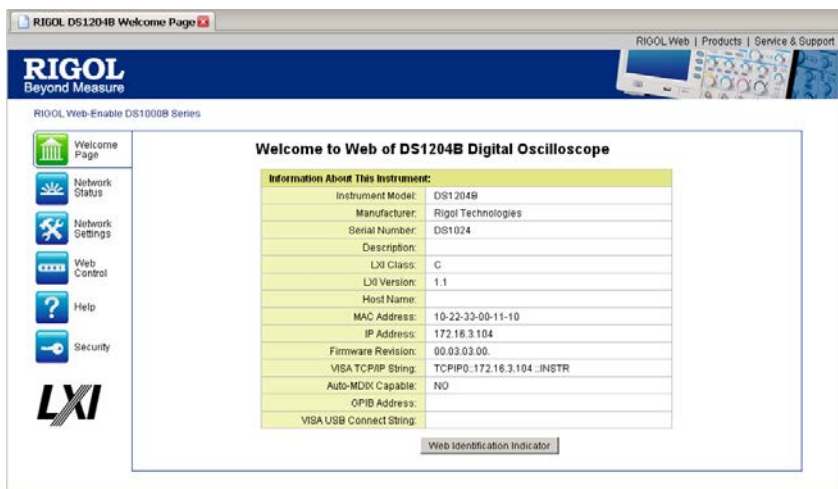 RIGOL DS1204B Welcome Page
RIGOL Web | Products | Service & Support
RIGOL
Beyond Measure
RIGOL Web-Enable DS1000B Series
Welcome Page
Network Status
Network Settings
Web Control
Help
Security
LXI
Welcome to Web of DS1204B Digital Oscilloscope
Information About This Instrument:
Instrument Model: DS1204B
Manufacturer: Rigol Technologies
Serial Number: DS1024
Description:
LXI Class: C
LXI Version: 1.1
Host Name:
MAC Address: 10-22-33-00-11-10
IP Address: 172.16.3.104
Firmware Revision: 00.03.03.00.
VISA TCP/IP String: TCPIP0::172.16.3.104 ::INSTR
Auto-MDIX Capable: NO
GPIB Address:
VISA USB Connect String:
Web Identification Indicator